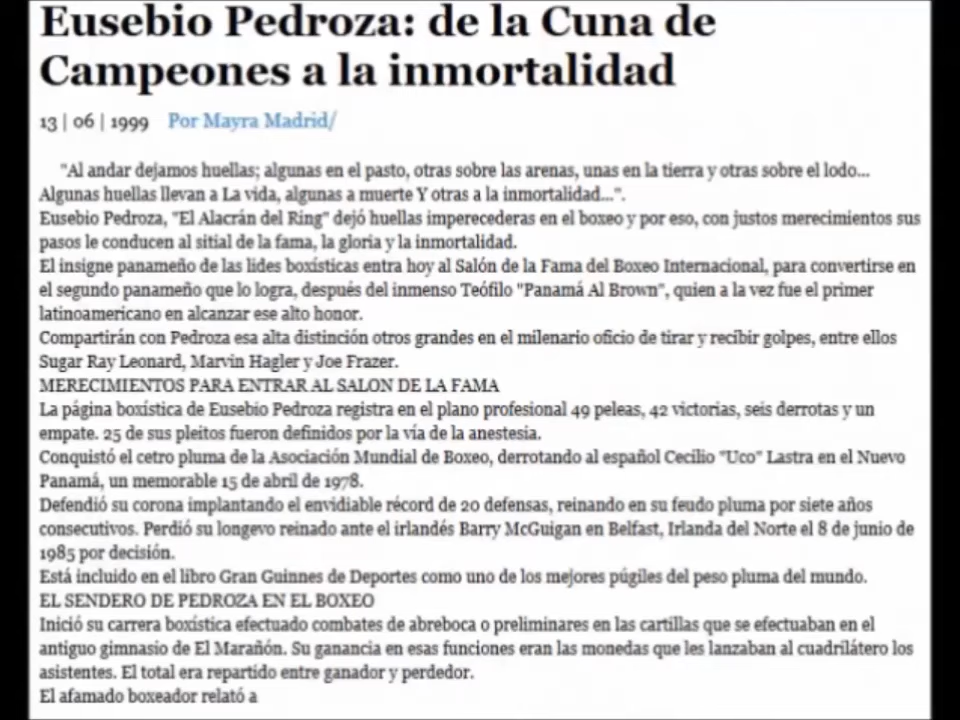 Eusebio Pedroza: de la Cuna de
Campeones a la inmortalidad
13 | 06 | 1999 Por Mayra Madrid/
"Al andar dejamos huellas; algunas en el pasto, otras sobre las arenas, unas en la tierra y otras sobre el lodo...
Algunas huellas llevan a La vida, algunas a muerte Y otras a la inmortalidad...".
Eusebio Pedroza, "El Alacrán del Ring" dejó huellas imperecederas en el boxeo y por eso, con justos merecimientos sus
pasos le conducen al sitial de la fama, la gloria y la inmortalidad.
El insigne panameño de las lides boxísticas entra hoy al Salón de la Fama del Boxeo Internacional, para convertirse en
el segundo panameño que lo logra, después del inmenso Teófilo "Panamá Al Brown", quien a la vez fue el primer
latinoamericano en alcanzar ese alto honor.
Compartirán con Pedroza esa alta distinción otros grandes en el milenario oficio de tirar y recibir golpes, entre ellos
Sugar Ray Leonard, Marvin Hagler y Joe Frazer.
MERECIMIENTOS PARA ENTRAR AL SALON DE LA FAMA
La página boxística de Eusebio Pedroza registra en el plano profesional 49 peleas, 42 victorias, seis derrotas y un
empate. 25 de sus pleitos fueron definidos por la vía de la anestesia.
Conquistó el cetro pluma de la Asociación Mundial de Boxeo, derrotando al español Cecilio "Uco" Lastra en el Nuevo
Panamá, un memorable 15 de abril de 1978.
Defendió su corona implantando el envidiable récord de 20 defensas, reinando en su feudo pluma por siete años
consecutivos. Perdió su longevo reinado ante el irlandés Barry McGuigan en Belfast, Irlanda del Norte el 8 de junio de
1985 por decisión.
Está incluido en el libro Gran Guinnes de Deportes como uno de los mejores púgiles del peso pluma del mundo.
EL SENDERO DE PEDROZA EN EL BOXEO
Inició su carrera boxística efectuado combates de abreboca o preliminares en las cartillas que se efectuaban en el
antiguo gimnasio de El Marañón. Su ganancia en esas funciones eran las monedas que les lanzaban al cuadrilátero los
asistentes. El total era repartido entre ganador y perdedor.
El afamado boxeador relató a